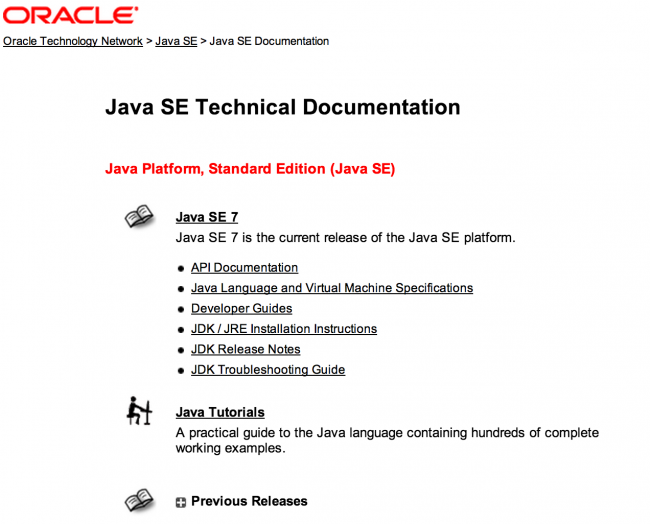 ORACLE
Oracle Technology Network > Java SE > Java SE Documentation
Java SE Technical Documentation
Java Platform, Standard Edition (Java SE)
Java SE 7
Java SE 7 is the current release of the Java SE platform.
API Documentation
Java Language and Virtual Machine Specifications
Developer Guides
JDK / JRE Installation Instructions
JDK Release Notes
JDK Troubleshooting Guide
Java Tutorials
A practical guide to the Java language containing hundreds of complete
working examples.
Previous Releases